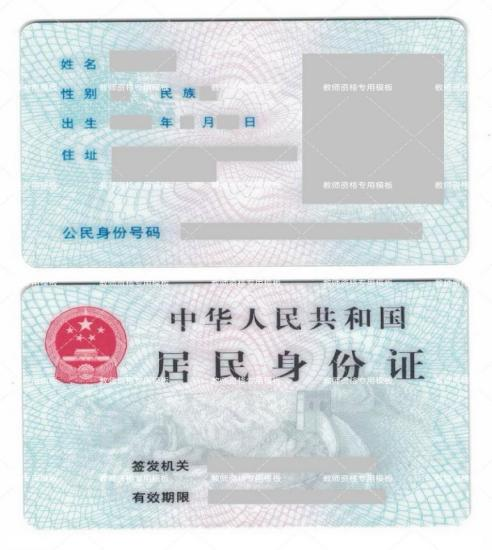 姓名
性别 民族
出生 年 月 日
住址
公民身份号码
中华人民共和国
居民身份证
签发机关
有效期限
教师资格专用模板